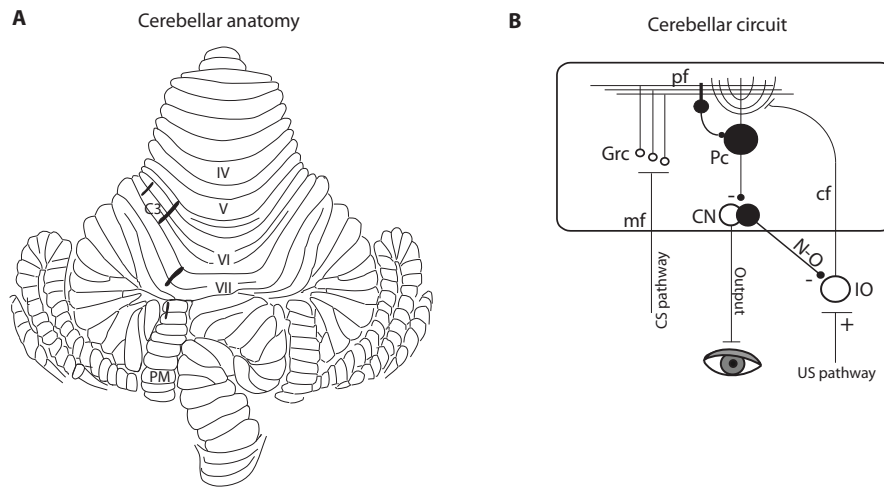 A
Cerebellar anatomy
IV
C3
V
VI
VII
PM
B
Cerebellar circuit
pf
Grc
Pc
-
CN
mf
cf
N-O
-
IO
+
CS pathway
Output
US pathway